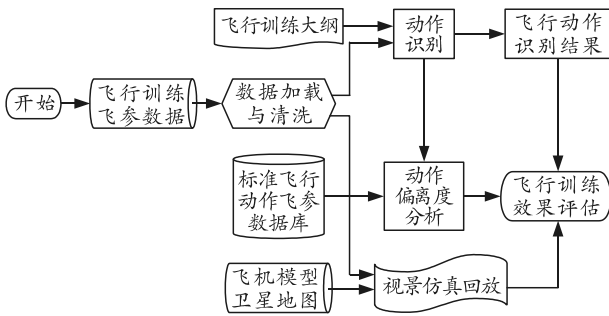 飞行训练大纲
动作
识别
飞行动作
识别结果
开始
飞行训练
飞参数据
数据加载
与清洗
标准飞行
动作飞参
数据库
动作
偏离度
分析
飞行训练
效果评估
飞机模型
卫星地图
视景仿真回放